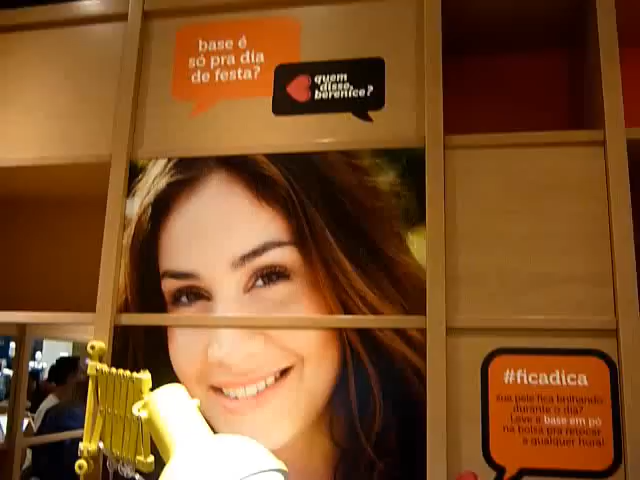 base é
só pra dia
de festa?
quem
disse,
berenice?
#ficadica
sua pele fica brilhando
durante o dia?
Leve a base em pó
na bolsa pra retocar
a qualquer hora!